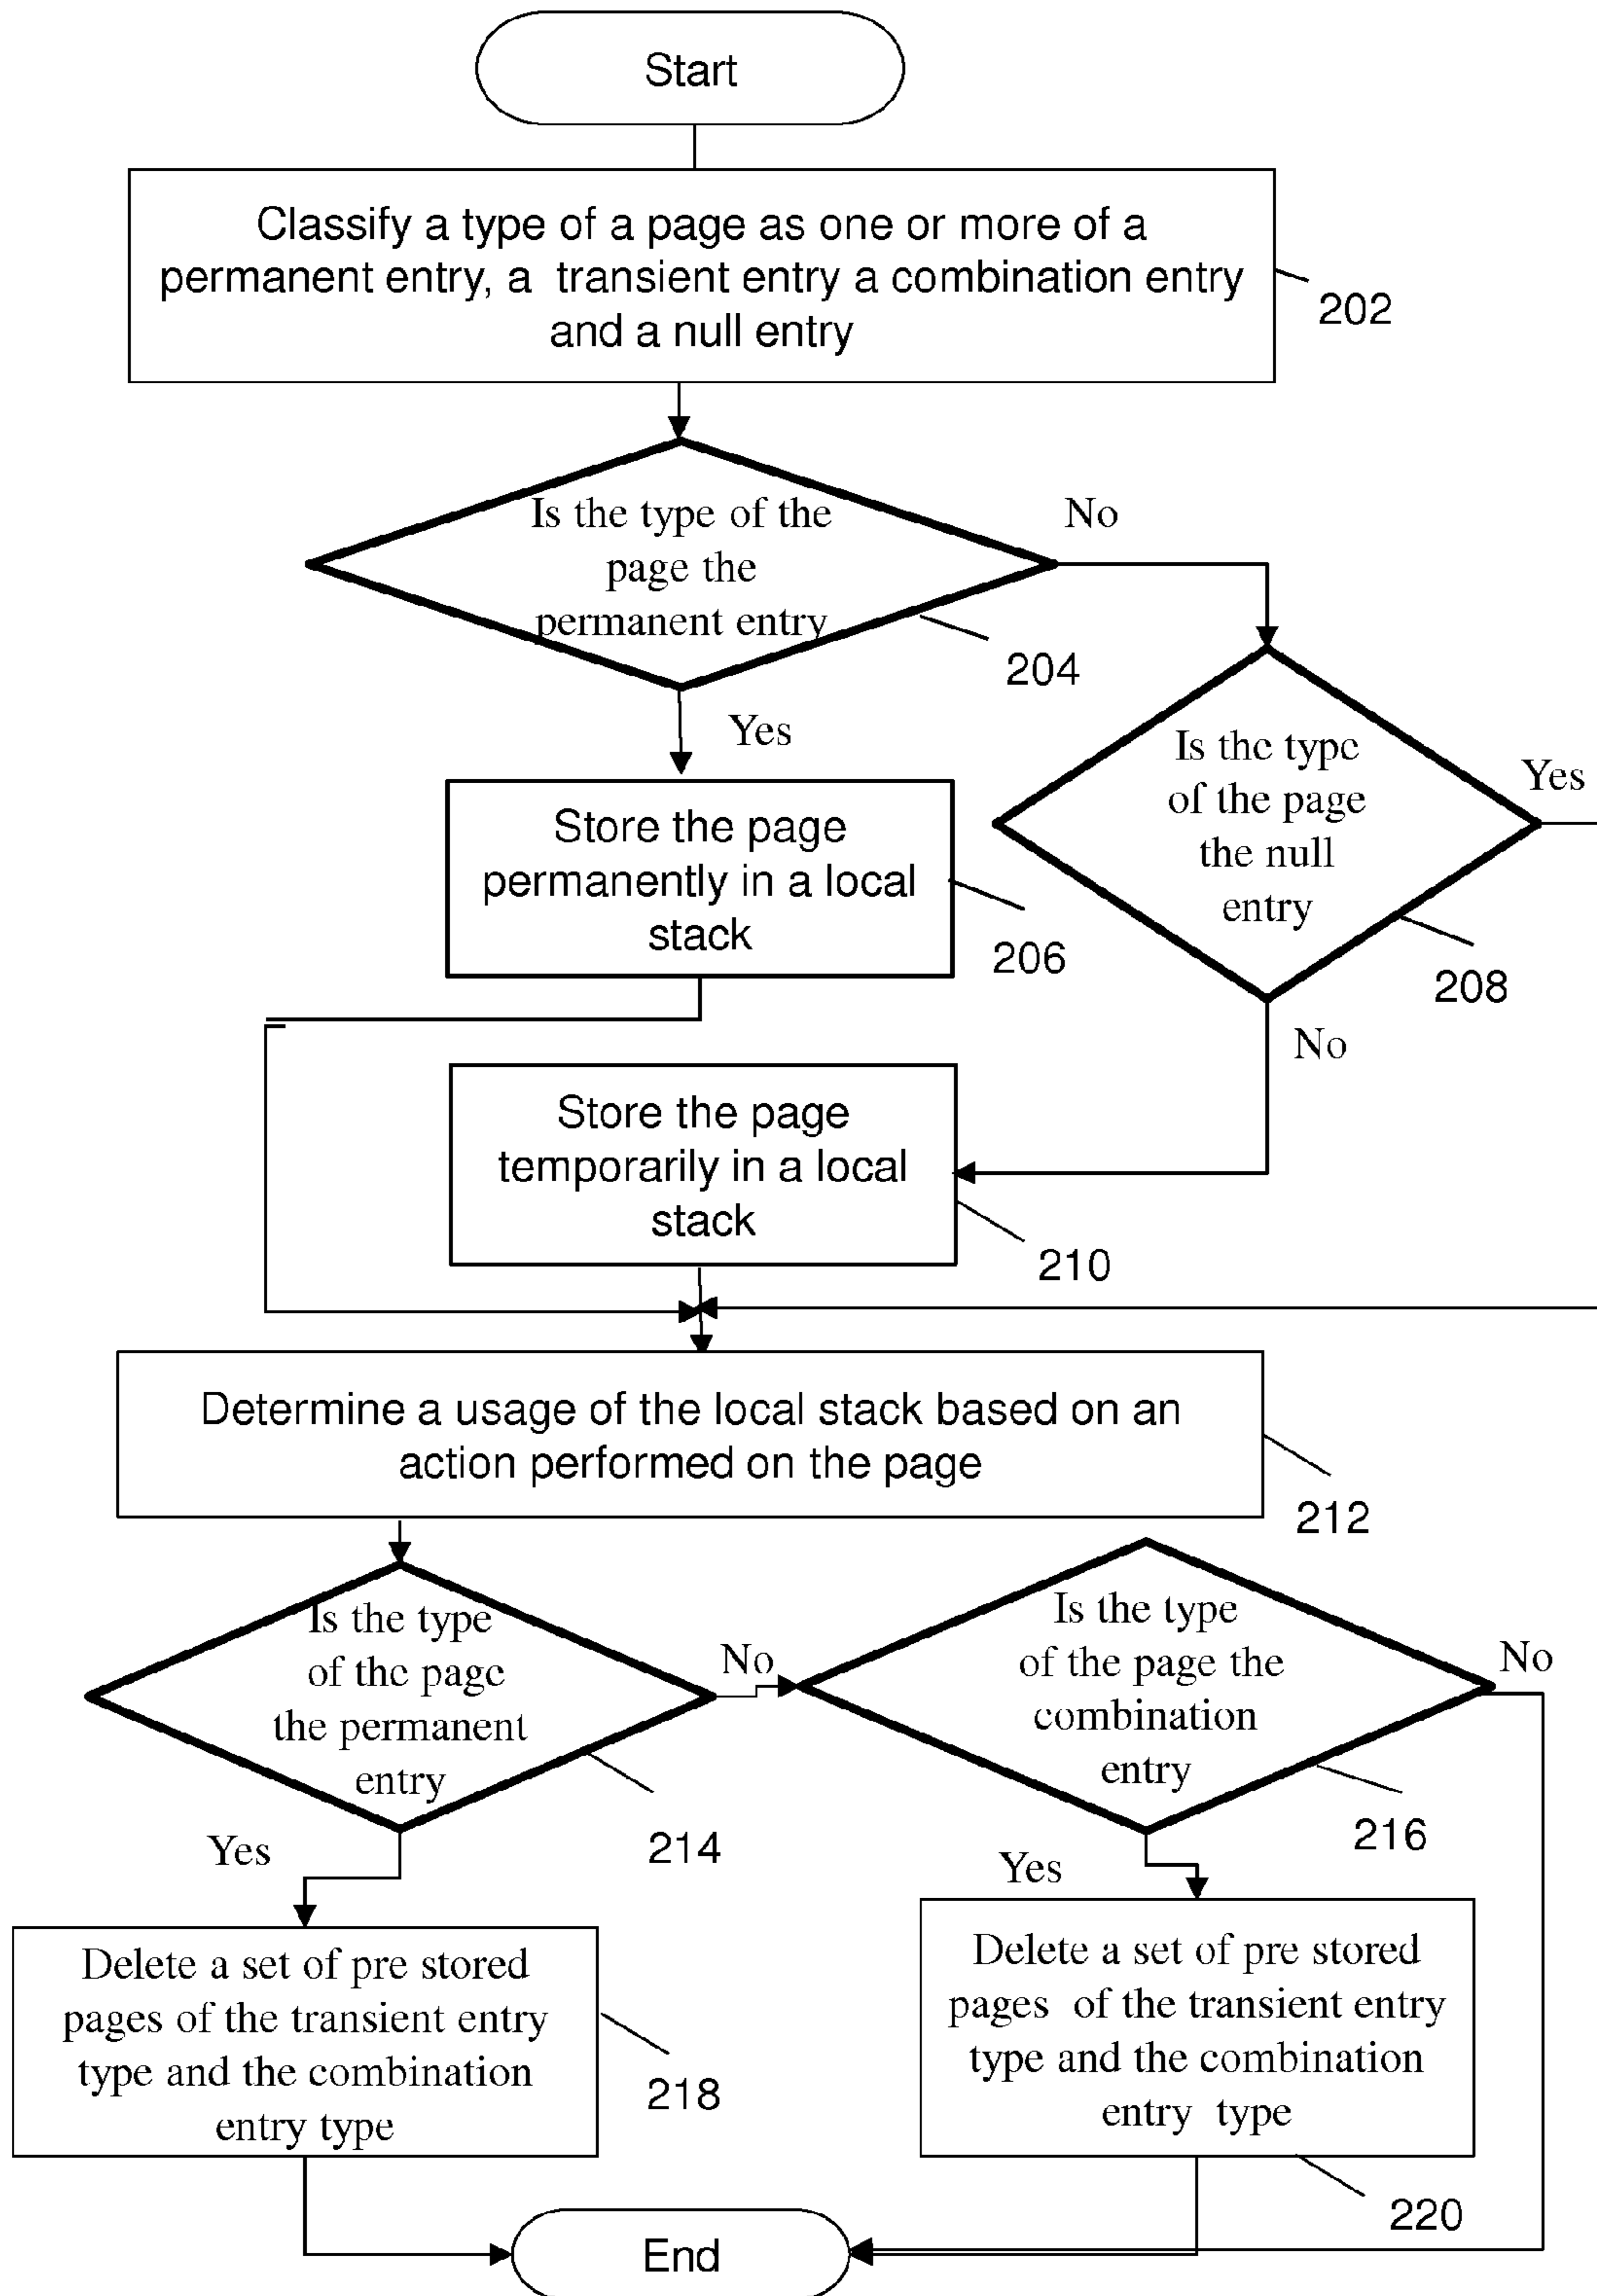 Start
Classify a type of a page as one or more of a
permanent entry, a transient entry a combination entry
and a null entry
202
Is the type of the
page the
permanent entry
No
204
Yes
Is the type
of the page
the null
entry
Yes
208
Store the page
permanently in a local
stack
206
No
Store the page
temporarily in a local
stack
210
Determine a usage of the local stack based on an
action performed on the page
212
Is the type
of the page
the permanent
entry
No
214
Yes
Is the type
of the page the
combination
entry
No
216
Yes
Delete a set of pre stored
pages of the transient entry
type and the combination
entry type
218
Delete a set of pre stored
pages of the transient entry
type and the combination
entry type
220
End